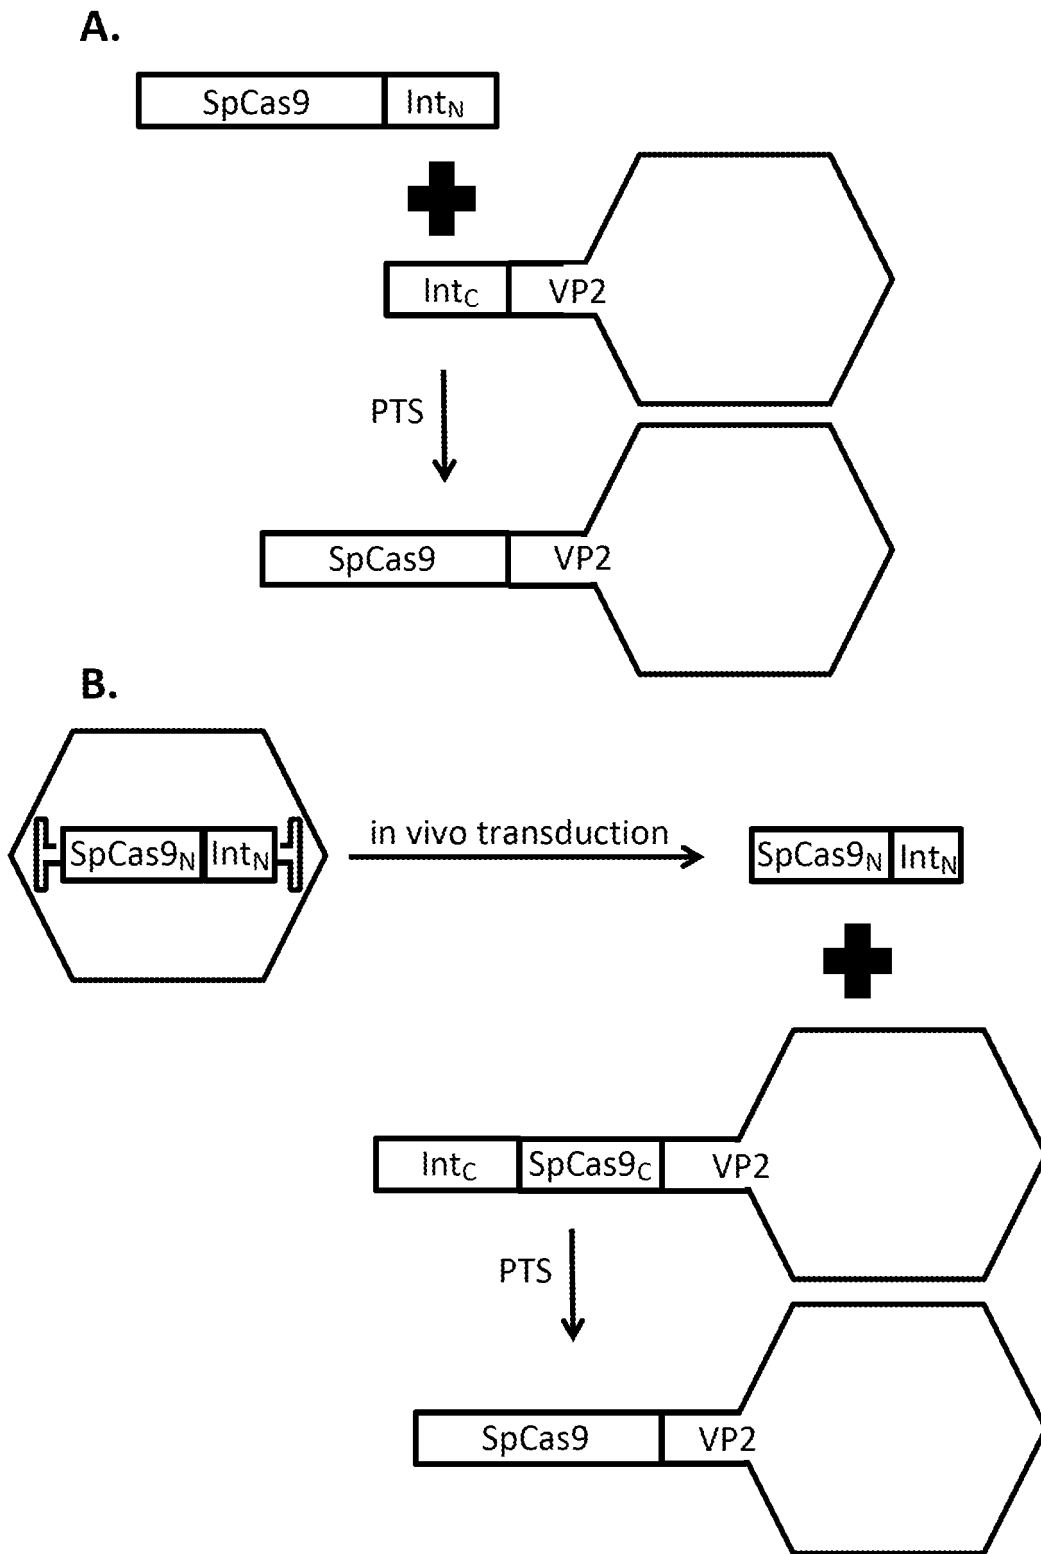 A.
SpCas9 IntN
IntC VP2
PTS
SpCas9 VP2
B.
SpCas9N IntN in vivo transduction SpCas9N IntN
IntC SpCas9C VP2
PTS
SpCas9 VP2